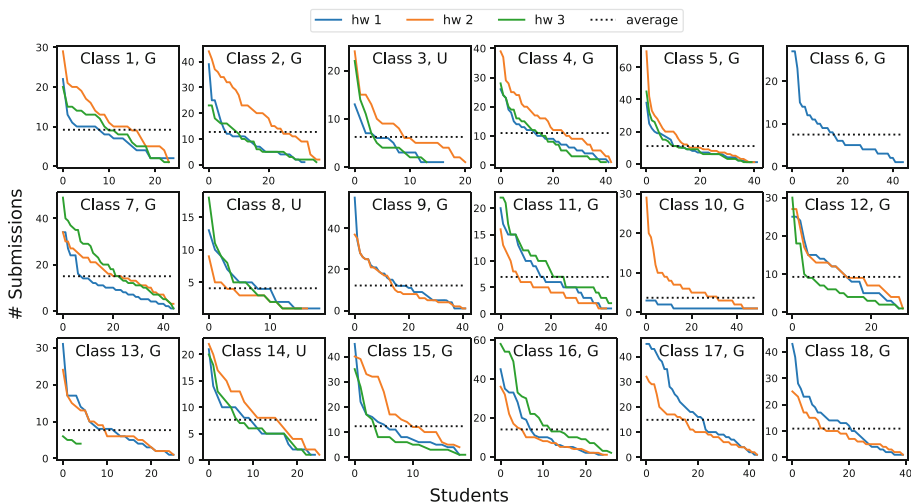 hw 1 hw 2 hw 3 average
Class 1, G
0 10 20 30
0 10 20
Class 2, G
0 10 20 30 40
0 20
Class 3, U
0 10 20
0 10 20
Class 4, G
0 10 20 30 40
0 20 40
Class 5, G
0 20 40 60
0 20 40
Class 6, G
0 10 20
0 20 40
Class 7, G
0 20 40
0 20 40
Class 8, U
0 5 10 15
0 10
Class 9, G
0 20 40
0 20 40
Class 11, G
0 10 20
0 20 40
Class 10, G
0 10 20 30
0 20 40
Class 12, G
0 10 20 30
0 20
Class 13, G
0 10 20 30
0 10 20
Class 14, U
0 5 10 15 20
0 10 20
Class 15, G
0 10 20 30 40
0 10
Class 16, G
0 20 40 60
0 20
Class 17, G
0 15 30 45
0 20 40
Class 18, G
0 10 20 30 40
0 20 40
# Submissions
Students